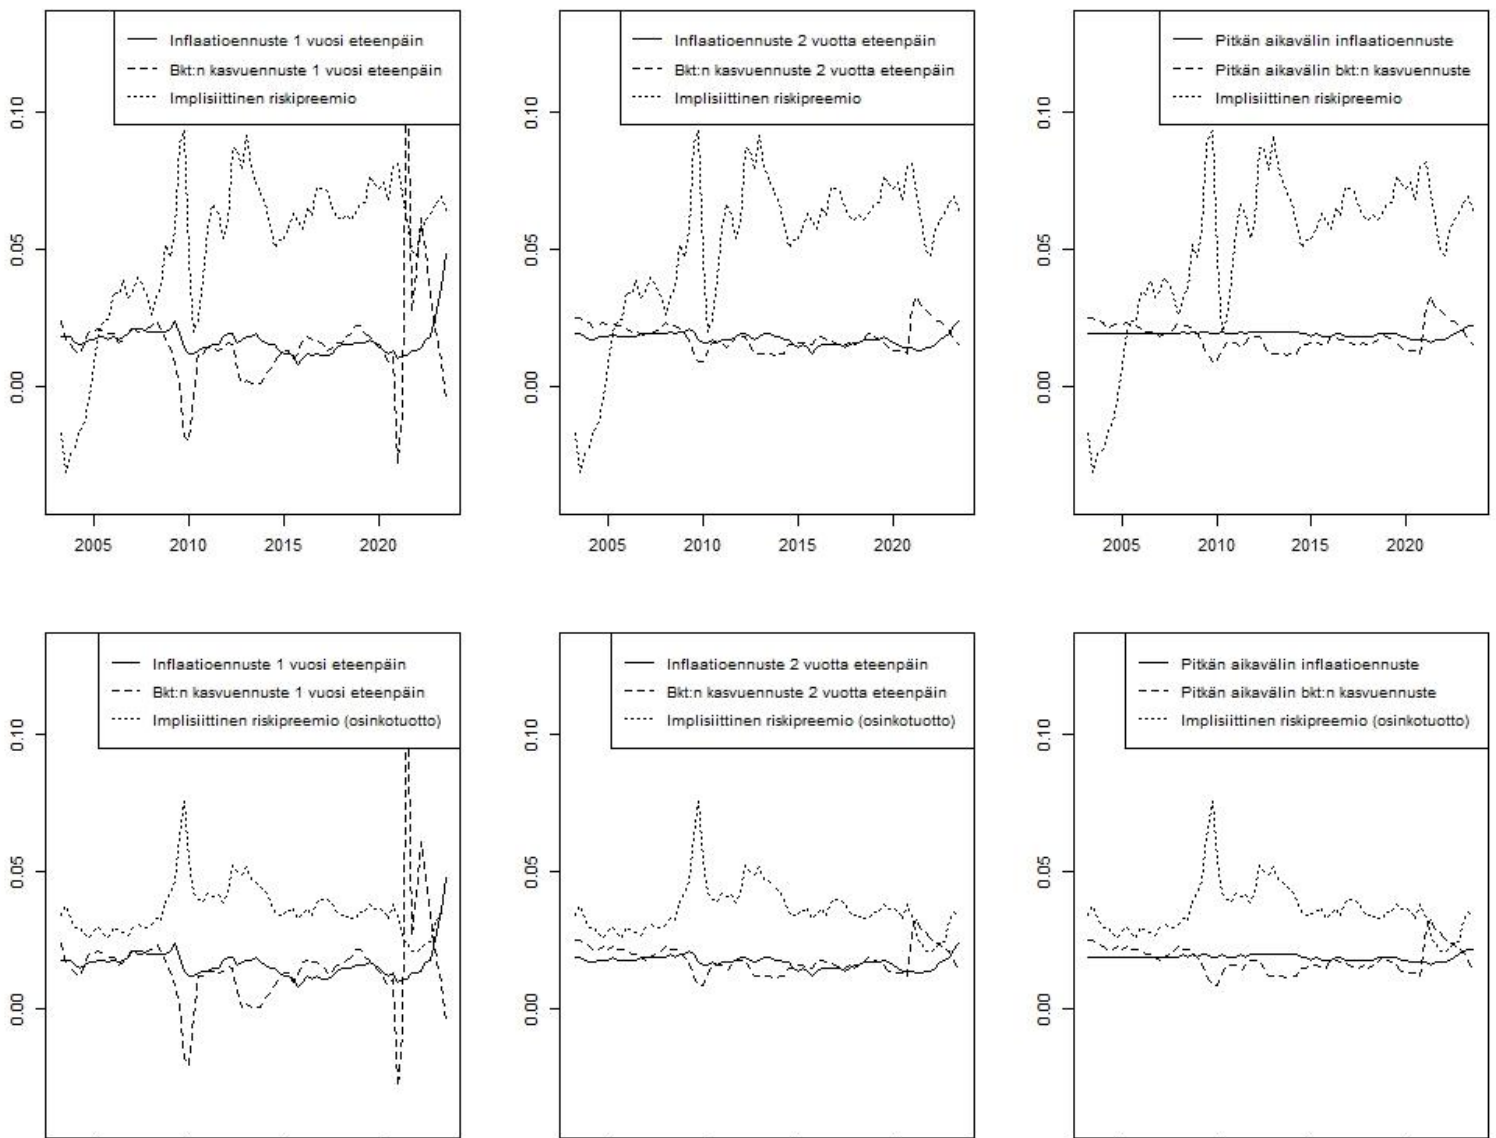 Inflaatioennuste 1 vuosi eteenpäin
Bkt:n kasvuennuste 1 vuosi eteenpäin
Implisiittinen riskipreemio
0.10
0.05
0.00
2005 2010 2015 2020
Inflaatioennuste 2 vuotta eteenpäin
Bkt:n kasvuennuste 2 vuotta eteenpäin
Implisiittinen riskipreemio
0.10
0.05
0.00
2005 2010 2015 2020
Pitkän aikavälin inflaatioennuste
Pitkän aikavälin bkt:n kasvuennuste
Implisiittinen riskipreemio
0.10
0.05
0.00
2005 2010 2015 2020
Inflaatioennuste 1 vuosi eteenpäin
Bkt:n kasvuennuste 1 vuosi eteenpäin
Implisiittinen riskipreemio (osinkotuotto)
0.10
0.05
0.00
Inflaatioennuste 2 vuotta eteenpäin
Bkt:n kasvuennuste 2 vuotta eteenpäin
Implisiittinen riskipreemio (osinkotuotto)
0.10
0.05
0.00
Pitkän aikavälin inflaatioennuste
Pitkän aikavälin bkt:n kasvuennuste
Implisiittinen riskipreemio (osinkotuotto)
0.10
0.05
0.00